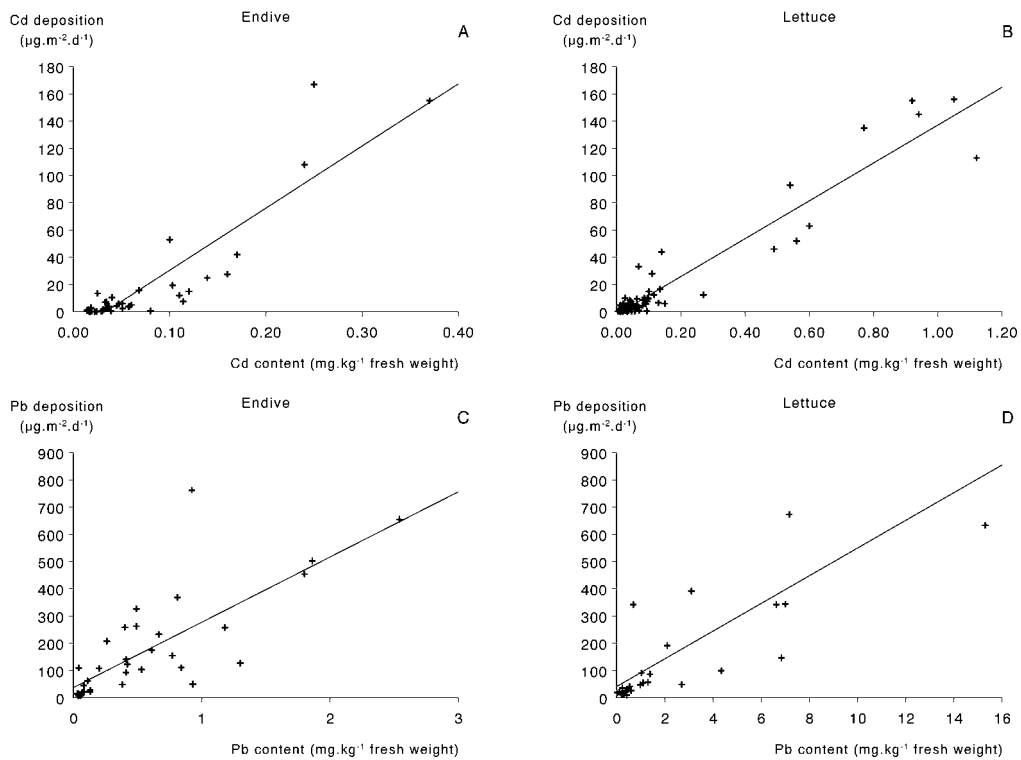 Cd deposition
(µg.m-2.d-1)
Endive
A
180
160
140
120
100
80
60
40
20
0
0.00 0.10 0.20 0.30 0.40
Cd content (mg.kg-1 fresh weight)
Cd deposition
(µg.m-2.d-1)
Lettuce
B
180
160
140
120
100
80
60
40
20
0
0.00 0.20 0.40 0.60 0.80 1.00 1.20
Cd content (mg.kg-1 fresh weight)
Pb deposition
(µg.m-2.d-1)
Endive
C
900
800
700
600
500
400
300
200
100
0
0 1 2 3
Pb content (mg.kg-1 fresh weight)
Pb deposition
(µg.m-2.d-1)
Lettuce
D
900
800
700
600
500
400
300
200
100
0
0 2 4 6 8 10 12 14 16
Pb content (mg.kg-1 fresh weight)